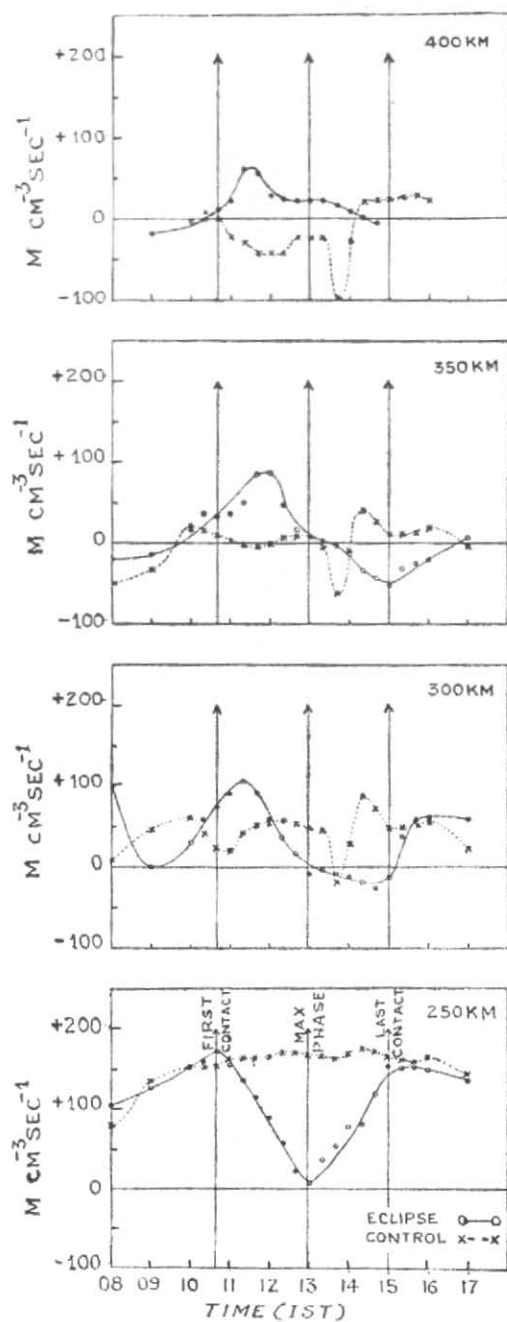 400 KM
+200
+100
0
-100
M CM-3SEC-1
350KM
+200
+100
0
-100
M CM-3SEC-1
300KM
+200
+100
0
-100
M CM-3SEC-1
250KM
FIRST CONTACT
MAX PHASE
LAST CONTACT
+200
+100
0
-100
M CM-3SEC-1
ECLIPSE
CONTROL
08 09 10 11 12 13 14 15 16 17
TIME (IST)